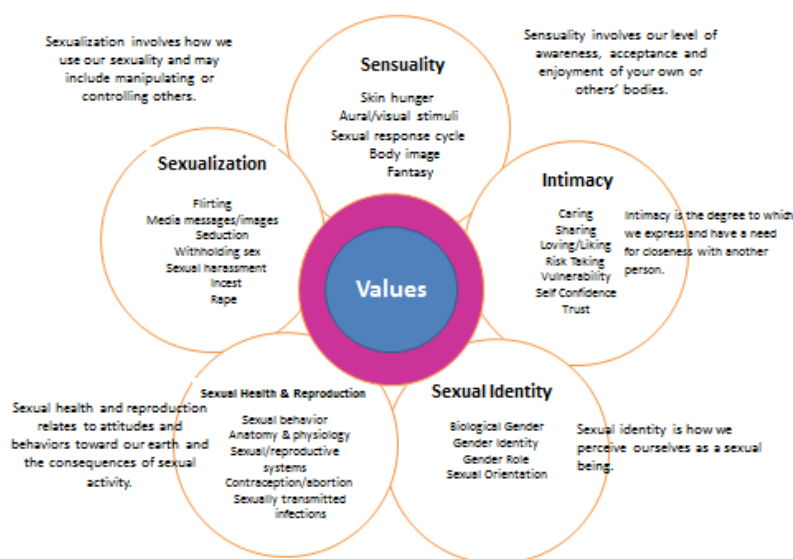 Sexualization involves how we
use our sexuality and may
include manipulating or
controlling others.
Sensuality
Skin hunger
Aural/visual stimuli
Sexual response cycle
Body image
Fantasy
Sensuality involves our level of
awareness, acceptance and
enjoyment of your own or
others' bodies.
Sexualization
Flirting
Media messages/images
Seduction
Withholding sex
Sexual harassment
Incest
Rape
Values
Intimacy
Caring
Sharing
Loving/Liking
Risk Taking
Vulnerability
Self Confidence
Trust
Intimacy is the degree to which
we express and have a need
for closeness with another
person.
Sexual health and reproduction
relates to attitudes and
behaviors toward our earth and
the consequences of sexual
activity.
Sexual Health & Reproduction
Sexual behavior
Anatomy & physiology
Sexual/reproductive
systems
Contraception/abortion
Sexually transmitted
infections
Sexual Identity
Biological Gender
Gender Identity
Gender Role
Sexual Orientation
Sexual identity is how we
perceive ourselves as a sexual
being.